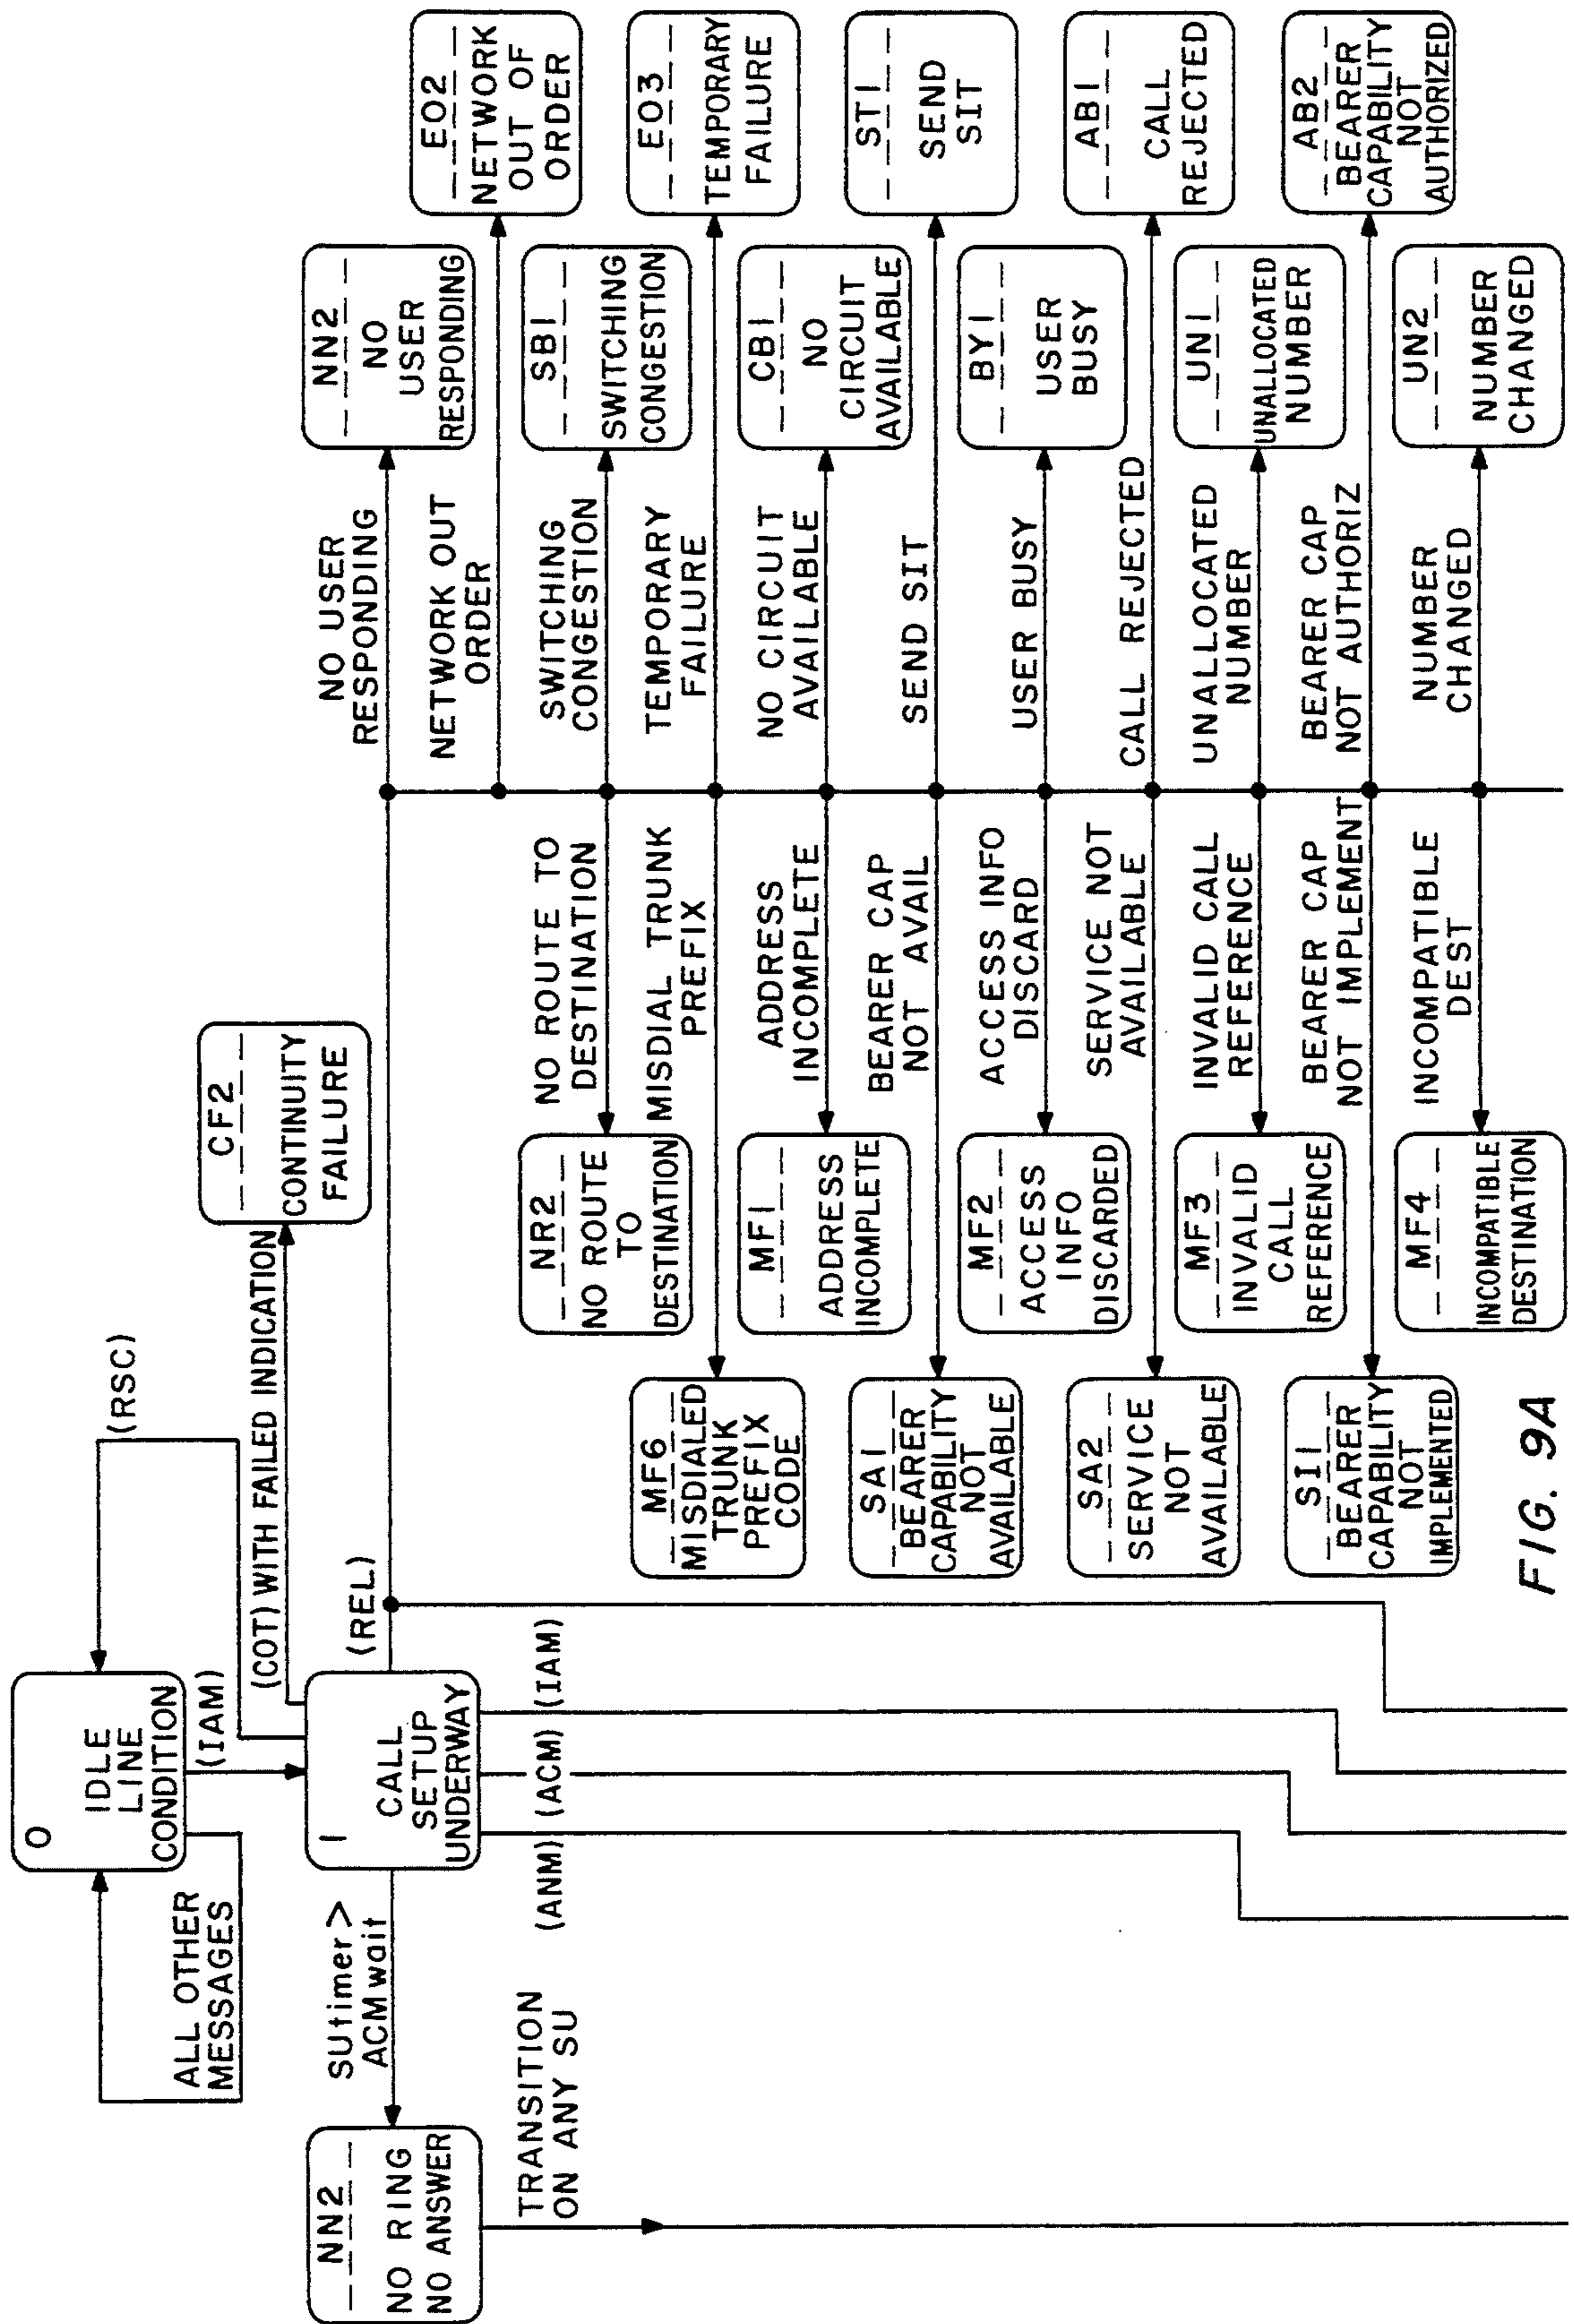 0
IDLE
LINE
CONDITION
ALL OTHER
MESSAGES
(IAM)
(RSC)
(COT) WITH FAILED INDICATION
CF2
CONTINUITY
FAILURE
NN2
NO RING
NO ANSWER
SUtimer>
ACMwait
1
CALL
SETUP
UNDERWAY
(REL)
TRANSITION
ON ANY SU
(ANM)
(ACM)
(IAM)
NO USER
RESPONDING
NN2
NO
USER
RESPONDING
NETWORK OUT
ORDER
EO2
NETWORK
OUT OF
ORDER
NR2
NO ROUTE
TO
DESTINATION
NO ROUTE TO
DESTINATION
SWITCHING
CONGESTION
SB1
SWITCHING
CONGESTION
MF6
MISDIALED
TRUNK
PREFIX
CODE
MISDIAL TRUNK
PREFIX
TEMPORARY
FAILURE
EO3
TEMPORARY
FAILURE
MF1
ADDRESS
INCOMPLETE
ADDRESS
INCOMPLETE
NO CIRCUIT
AVAILABLE
CB1
NO
CIRCUIT
AVAILABLE
SA1
BEARER
CAPABILITY
NOT
AVAILABLE
BEARER CAP
NOT AVAIL
SEND SIT
ST1
SEND
SIT
MF2
ACCESS
INFO
DISCARDED
ACCESS INFO
DISCARD
USER BUSY
BY1
USER
BUSY
SA2
SERVICE
NOT
AVAILABLE
SERVICE NOT
AVAILABLE
CALL REJECTED
AB1
CALL
REJECTED
MF3
INVALID
CALL
REFERENCE
INVALID CALL
REFERENCE
UNALLOCATED
NUMBER
UN1
UNALLOCATED
NUMBER
SI1
BEARER
CAPABILITY
NOT
IMPLEMENTED
BEARER CAP
NOT IMPLEMENT
BEARER CAP
NOT AUTHORIZ
AB2
BEARER
CAPABILITY
NOT
AUTHORIZED
MF4
INCOMPATIBLE
DESTINATION
INCOMPATIBLE
DEST
NUMBER
CHANGED
UN2
NUMBER
CHANGED
FIG. 9A